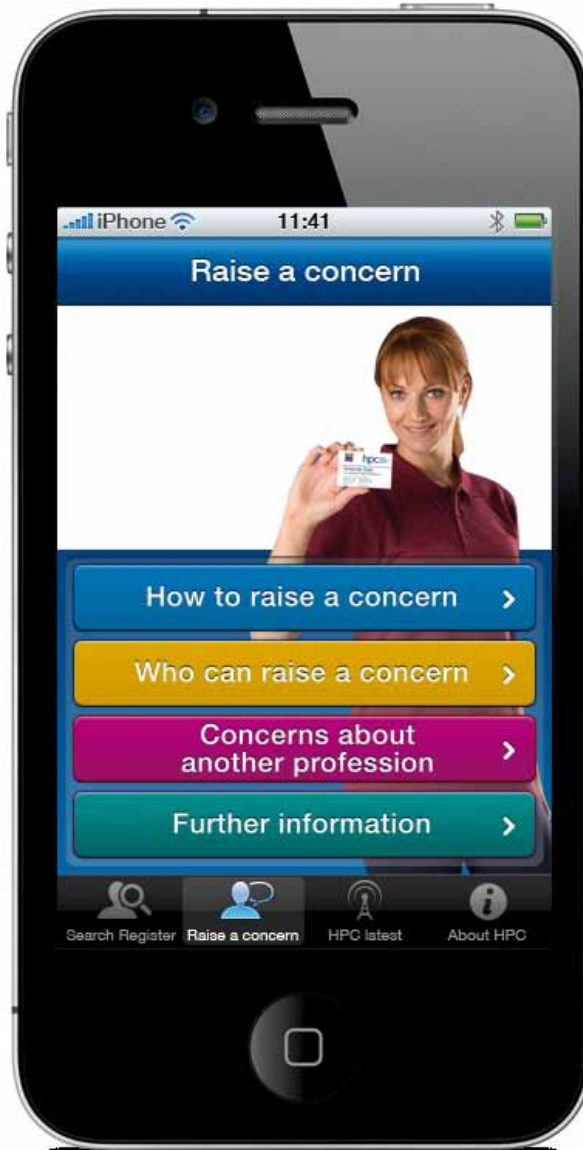 iPhone 11:41
Raise a concern
hpc
How to raise a concern
Who can raise a concern
Concerns about
another profession
Further information
Search Register Raise a concern HPC latest About HPC